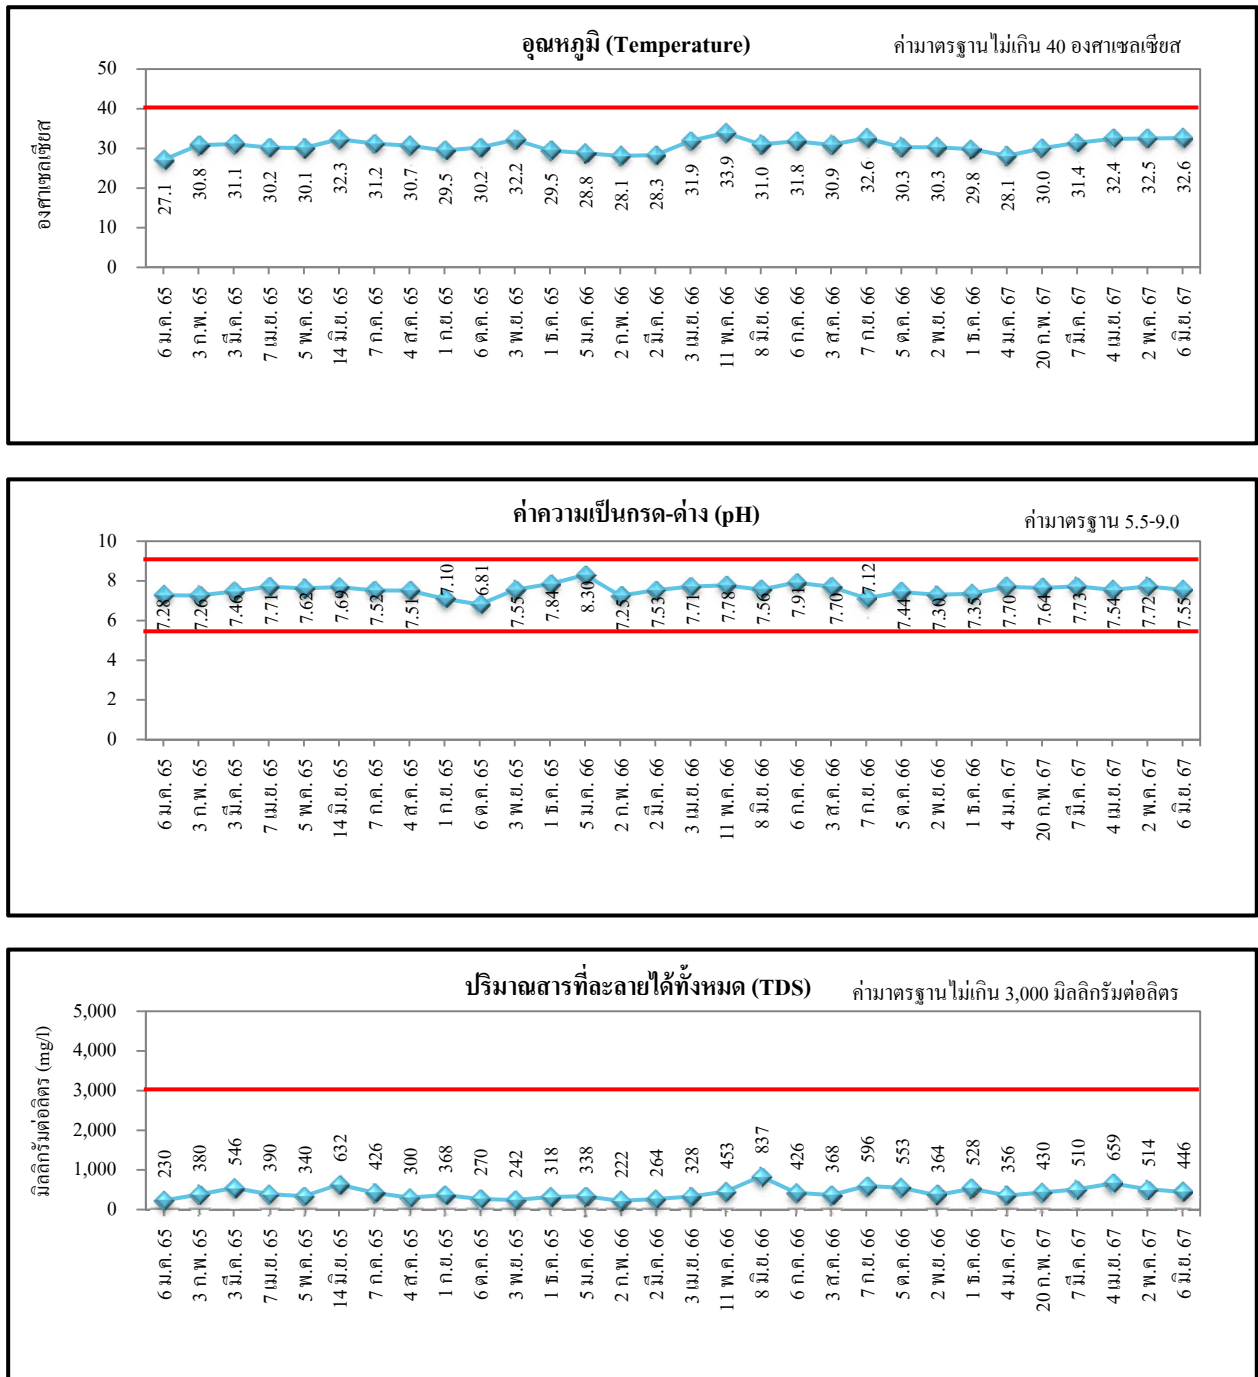 อุณหภูมิ (Temperature)
ค่ามาตรฐานไม่เกิน 40 องศาเซลเซียส
องศาเซลเซียส
50
40
30
20
10
0
27.1 30.8 31.1 30.2 30.1 32.3 31.2 30.7 29.5 30.2 32.2 29.5 28.8 28.1 28.3 31.9 33.9 31.0 31.8 30.9 32.6 30.3 30.3 29.8 28.1 30.0 31.4 32.4 32.5 32.6
6 ม.ค. 65
3 ก.พ. 65
3 มี.ค. 65
7 เม.ย. 65
5 พ.ค. 65
14 มิ.ย. 65
7 ก.ค. 65
4 ส.ค. 65
1 ก.ย. 65
6 ต.ค. 65
3 พ.ย. 65
1 ธ.ค. 65
5 ม.ค. 66
2 ก.พ. 66
2 มี.ค. 66
3 เม.ย. 66
11 พ.ค. 66
8 มิ.ย. 66
6 ก.ค. 66
3 ส.ค. 66
7 ก.ย. 66
5 ต.ค. 66
2 พ.ย. 66
1 ธ.ค. 66
4 ม.ค. 67
20 ก.พ. 67
7 มี.ค. 67
4 เม.ย. 67
2 พ.ค. 67
6 มิ.ย. 67
ค่าความเป็นกรด-ด่าง (pH)
ค่ามาตรฐาน 5.5-9.0
10
8
6
4
2
0
7.28 7.26 7.46 7.71 7.62 7.69 7.52 7.51 7.10 6.81 7.55 7.84 8.30 7.25 7.53 7.71 7.78 7.56 7.91 7.70 7.12 7.44 7.30 7.35 7.70 7.64 7.73 7.54 7.72 7.55
6 ม.ค. 65
3 ก.พ. 65
3 มี.ค. 65
7 เม.ย. 65
5 พ.ค. 65
14 มิ.ย. 65
7 ก.ค. 65
4 ส.ค. 65
1 ก.ย. 65
6 ต.ค. 65
3 พ.ย. 65
1 ธ.ค. 65
5 ม.ค. 66
2 ก.พ. 66
2 มี.ค. 66
3 เม.ย. 66
11 พ.ค. 66
8 มิ.ย. 66
6 ก.ค. 66
3 ส.ค. 66
7 ก.ย. 66
5 ต.ค. 66
2 พ.ย. 66
1 ธ.ค. 66
4 ม.ค. 67
20 ก.พ. 67
7 มี.ค. 67
4 เม.ย. 67
2 พ.ค. 67
6 มิ.ย. 67
ปริมาณสารที่ละลายได้ทั้งหมด (TDS)
ค่ามาตรฐานไม่เกิน 3,000 มิลลิกรัมต่อลิตร
มิลลิกรัมต่อลิตร (mg/l)
5,000
4,000
3,000
2,000
1,000
0
230 380 546 390 340 632 426 300 368 270 242 318 338 222 264 328 453 837 426 368 596 553 364 528 356 430 510 659 514 446
6 ม.ค. 65
3 ก.พ. 65
3 มี.ค. 65
7 เม.ย. 65
5 พ.ค. 65
14 มิ.ย. 65
7 ก.ค. 65
4 ส.ค. 65
1 ก.ย. 65
6 ต.ค. 65
3 พ.ย. 65
1 ธ.ค. 65
5 ม.ค. 66
2 ก.พ. 66
2 มี.ค. 66
3 เม.ย. 66
11 พ.ค. 66
8 มิ.ย. 66
6 ก.ค. 66
3 ส.ค. 66
7 ก.ย. 66
5 ต.ค. 66
2 พ.ย. 66
1 ธ.ค. 66
4 ม.ค. 67
20 ก.พ. 67
7 มี.ค. 67
4 เม.ย. 67
2 พ.ค. 67
6 มิ.ย. 67